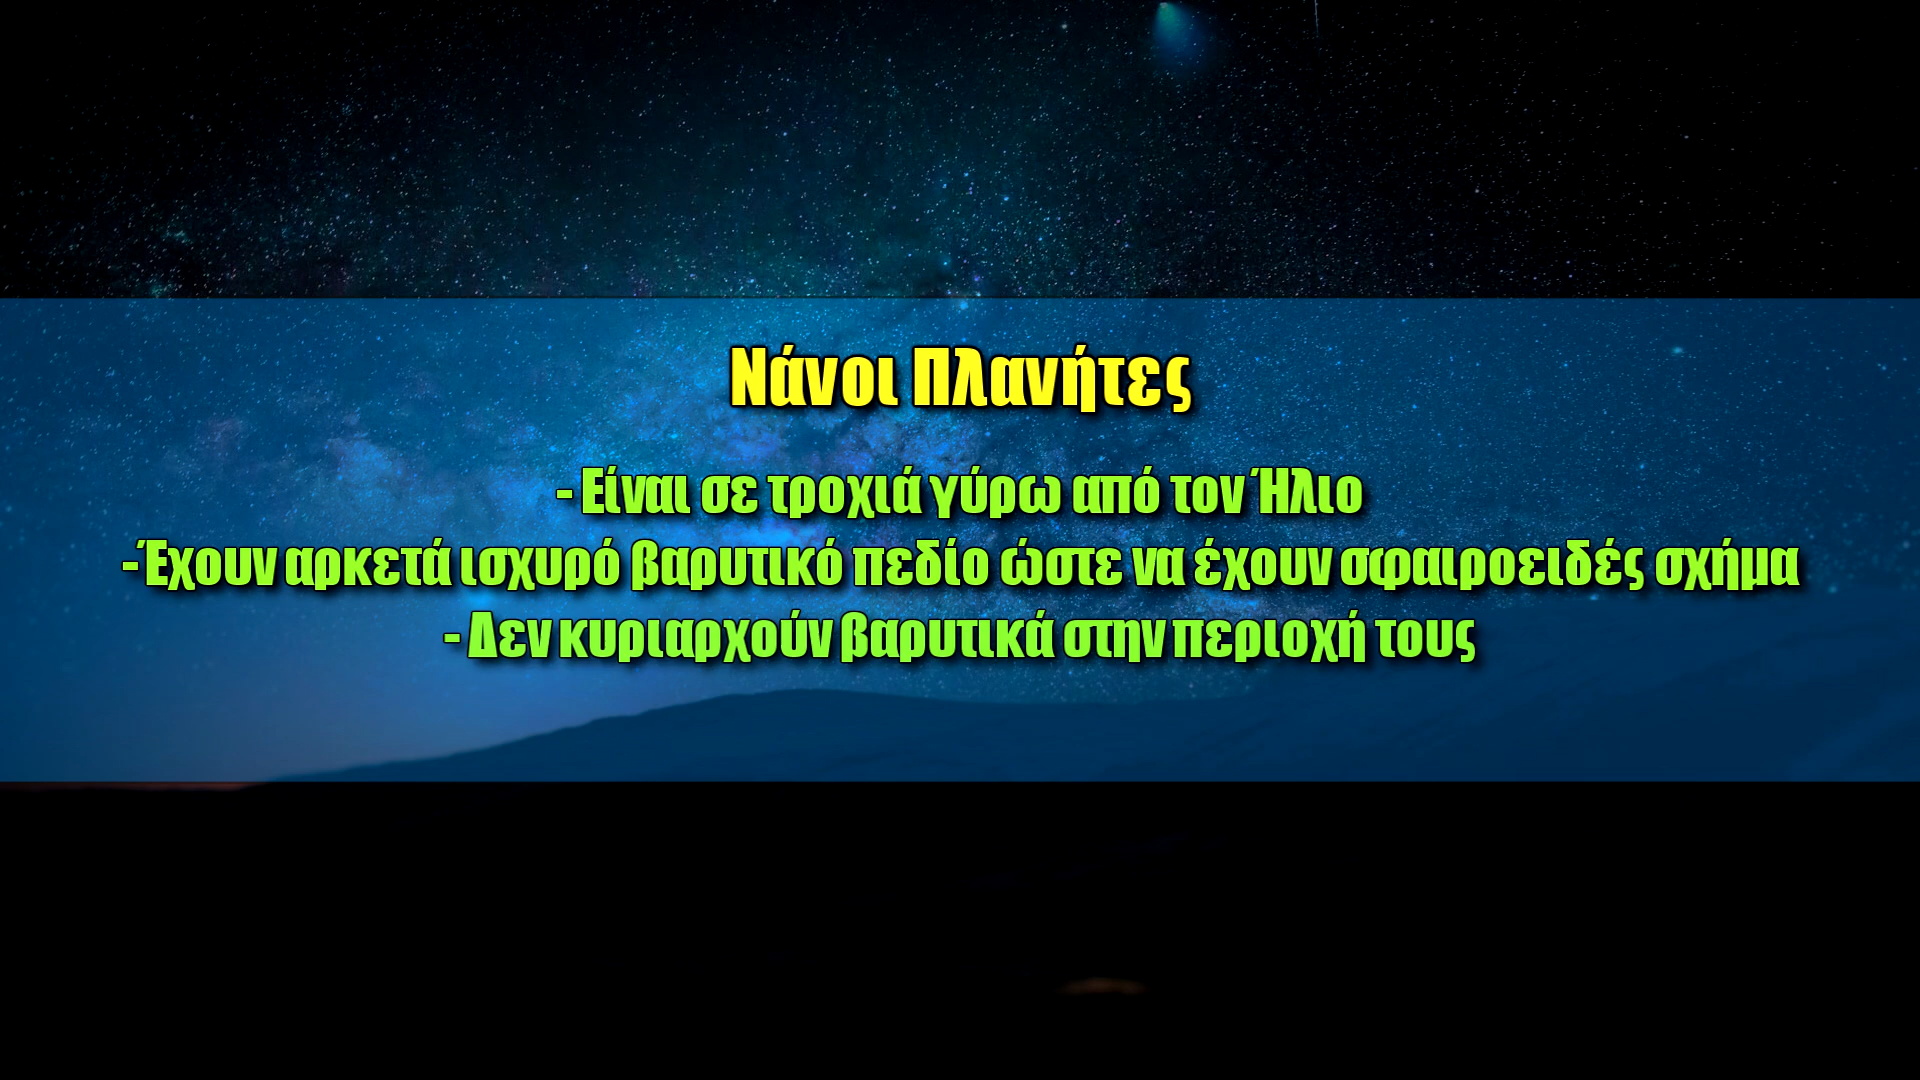 Νάνοι Πλανήτες
- Είναι σε τροχιά γύρω από τον Ήλιο
- Έχουν αρκετά ισχυρό βαρυτικό πεδίο ώστε να έχουν σφαιροειδές σχήμα
- Δεν κυριαρχούν βαρυτικά στην περιοχή τους